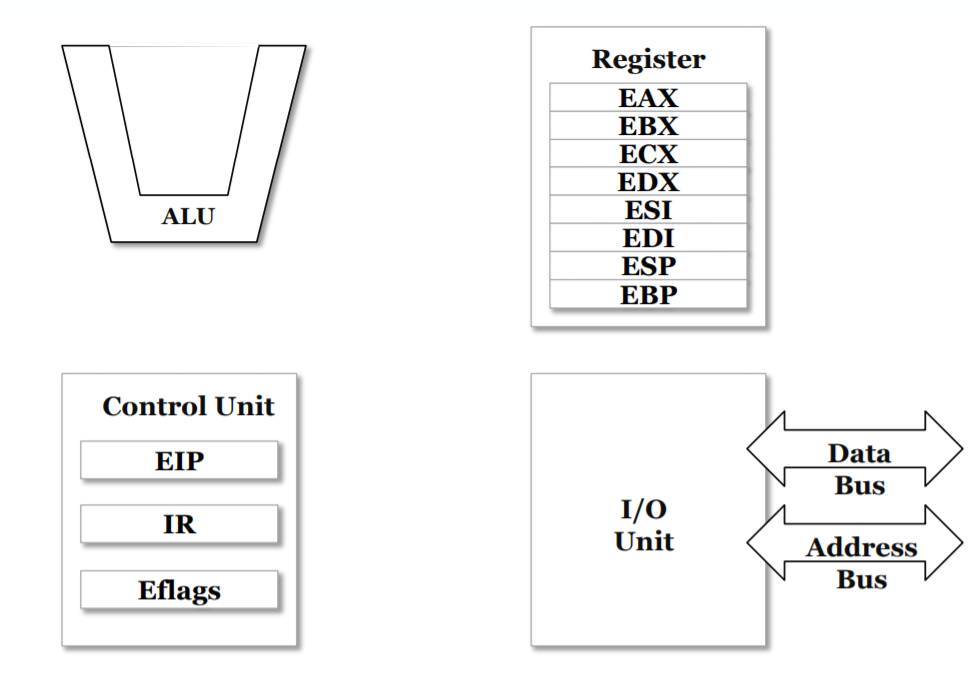 ALU
Register
EAX
EBX
ECX
EDX
ESI
EDI
ESP
EBP
Control Unit
EIP
IR
Eflags
I/O
Unit
Data
Bus
Address
Bus